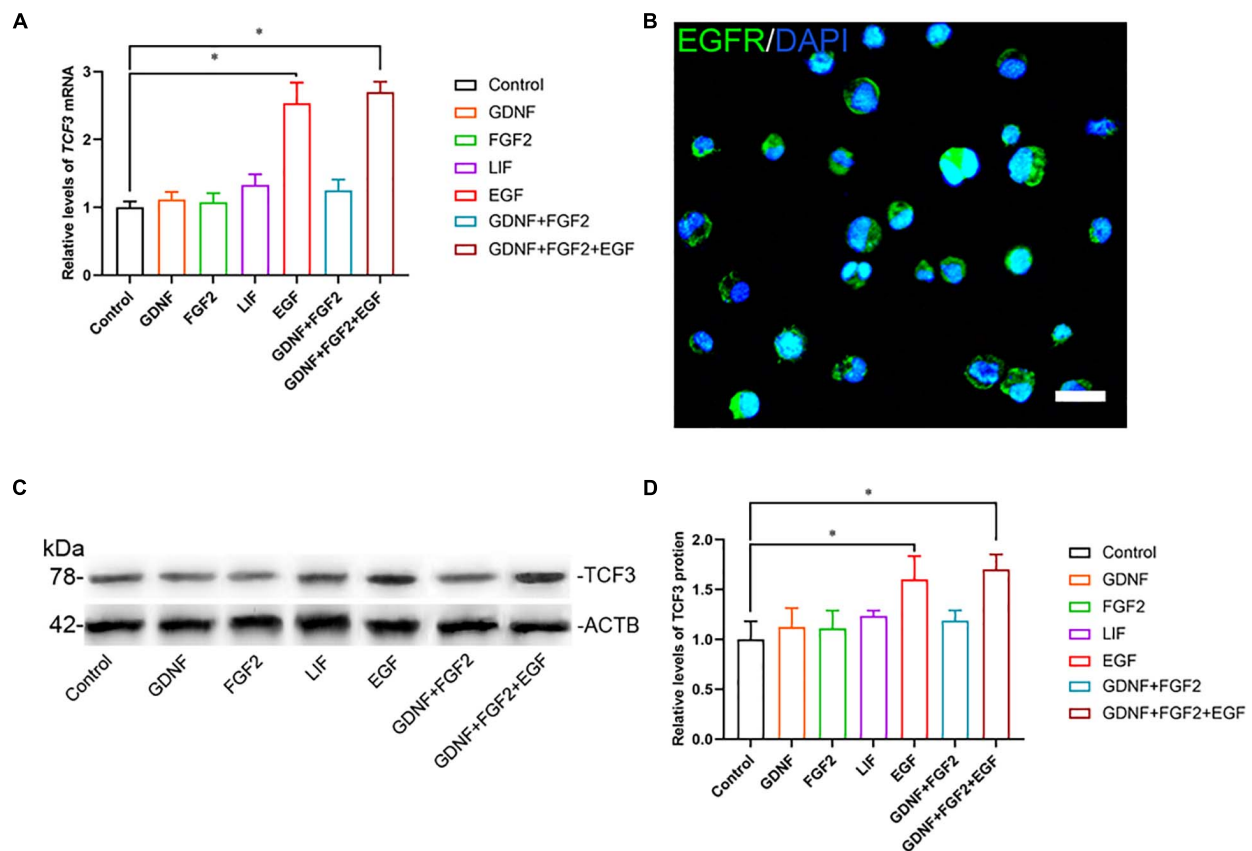 A
Relative levels of TCF3 mRNA
3
2
1
0
*
*
Control
GDNF
FGF2
LIF
EGF
GDNF+FGF2
GDNF+FGF2+EGF
Control
GDNF
FGF2
LIF
EGF
GDNF+FGF2
GDNF+FGF2+EGF
B
EGFR/DAPI
C
kDa
78- -TCF3
42- -ACTB
Control
GDNF
FGF2
LIF
EGF
GDNF+FGF2
GDNF+FGF2+EGF
D
Relative levels of TCF3 protien
2.0
1.5
1.0
0.5
0.0
*
*
Control
GDNF
FGF2
LIF
EGF
GDNF+FGF2
GDNF+FGF2+EGF
Control
GDNF
FGF2
LIF
EGF
GDNF+FGF2
GDNF+FGF2+EGF